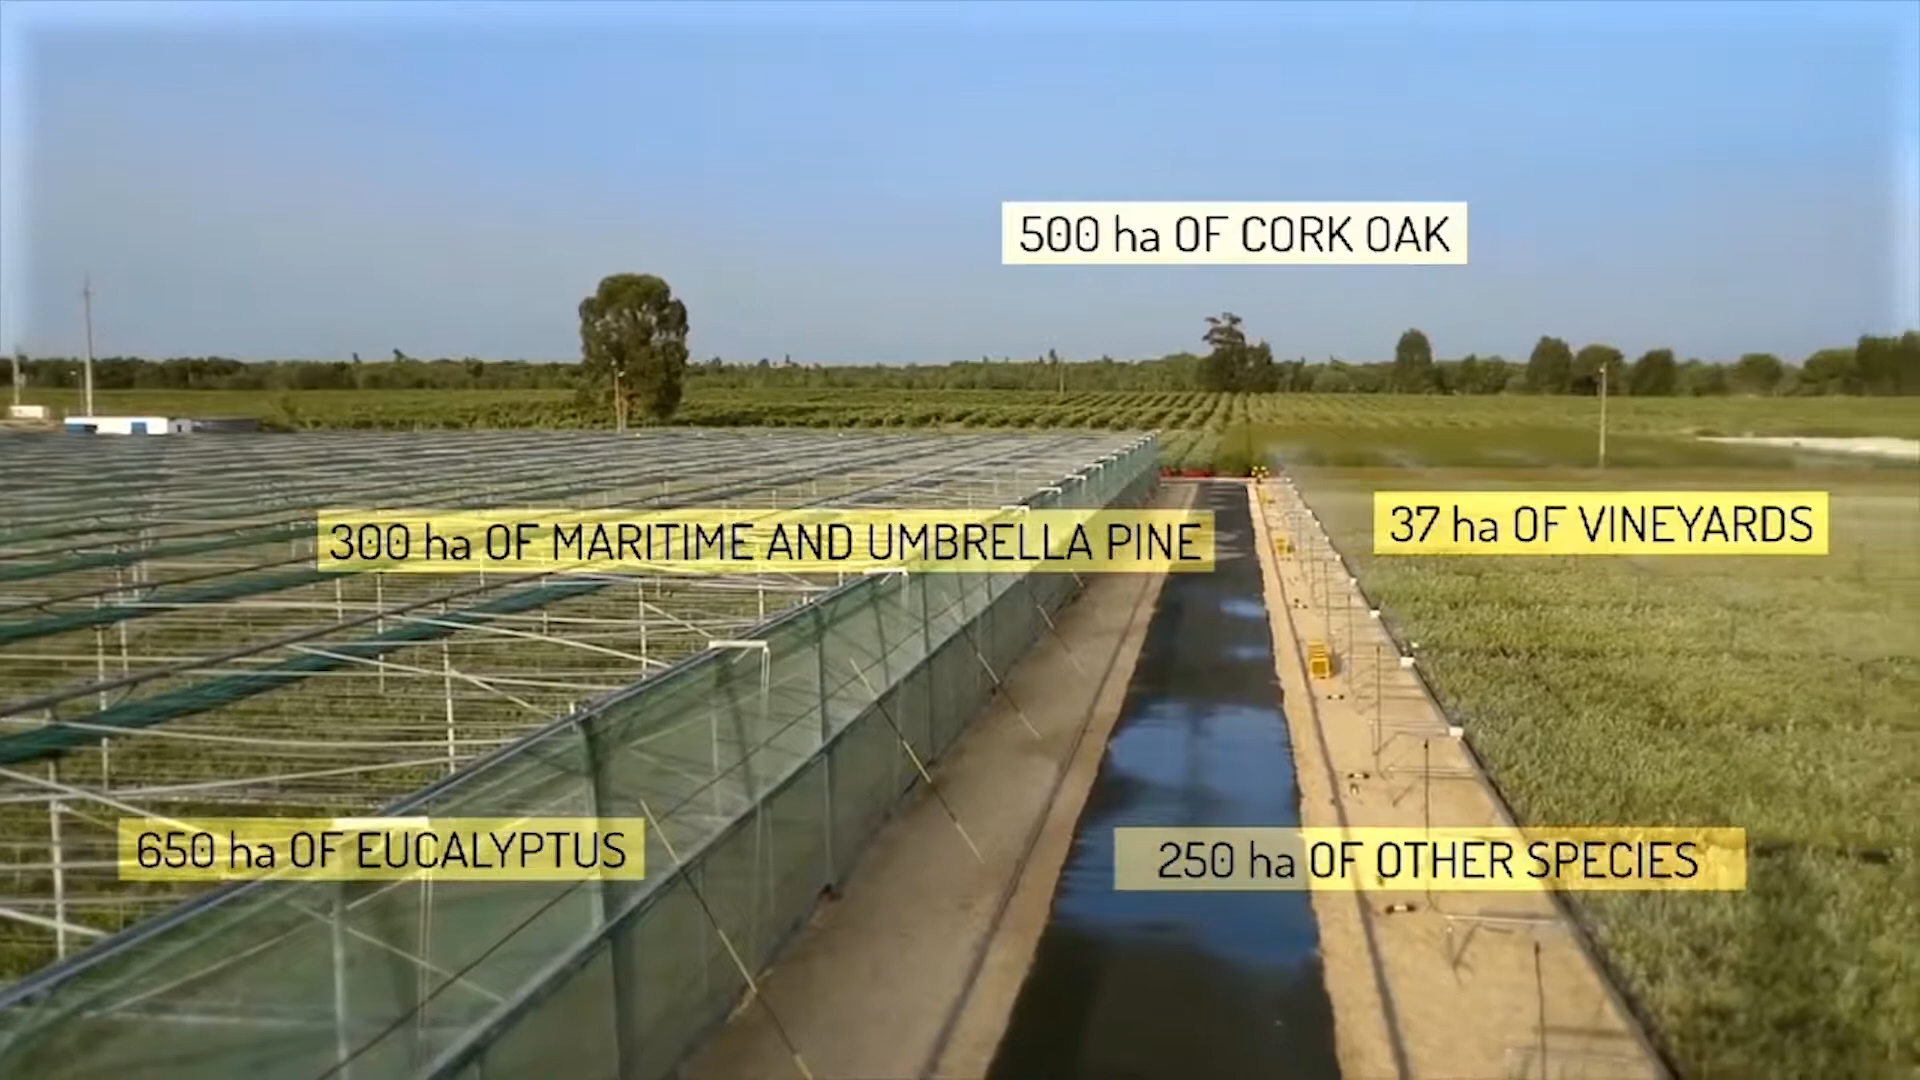 500 ha OF CORK OAK
37 ha OF VINEYARDS
300 ha OF MARITIME AND UMBRELLA PINE
650 ha OF EUCALYPTUS
250 ha OF OTHER SPECIES